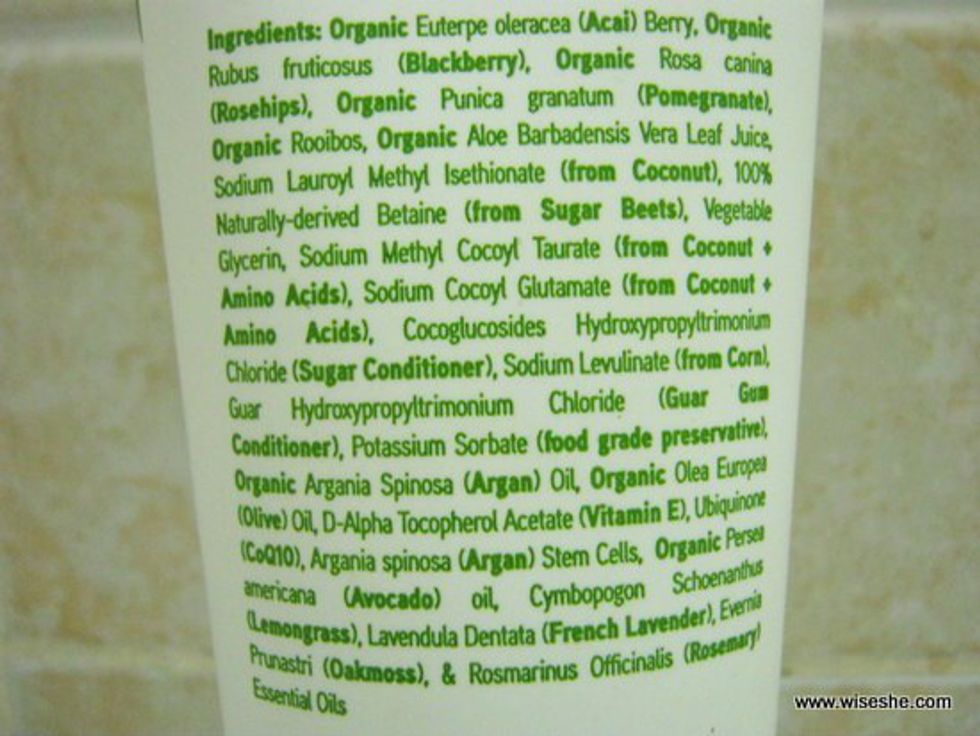 Ingredients: Organic Euterpe oleracea (Acai) Berry, Organic
Rubus fruticosus (Blackberry), Organic Rosa canina
(Rosehips), Organic Punica granatum (Pomegranate),
Organic Rooibos, Organic Aloe Barbadensis Vera Leaf Juice,
Sodium Lauroyl Methyl Isethionate (from Coconut), 100%
Naturally-derived Betaine (from Sugar Beets), Vegetable
Glycerin, Sodium Methyl Cocoyl Taurate (from Coconut +
Amino Acids), Sodium Cocoyl Glutamate (from Coconut +
Amino Acids), Cocoglucosides Hydroxypropyltrimonium
Chloride (Sugar Conditioner), Sodium Levulinate (from Corn),
Guar Hydroxypropyltrimonium Chloride (Guar Gum
Conditioner), Potassium Sorbate (food grade preservative),
Organic Argania Spinosa (Argan) Oil, Organic Olea Europea
(Olive) Oil, D-Alpha Tocopherol Acetate (Vitamin E), Ubiquinone
(CoQ10), Argania spinosa (Argan) Stem Cells, Organic Persea
americana (Avocado) oil, Cymbopogon Schoenanthus
(Lemongrass), Lavendula Dentata (French Lavender), Evernia
Prunastri (Oakmoss), & Rosmarinus Officinalis (Rosemary)
Essential Oils
www.wiseshe.com